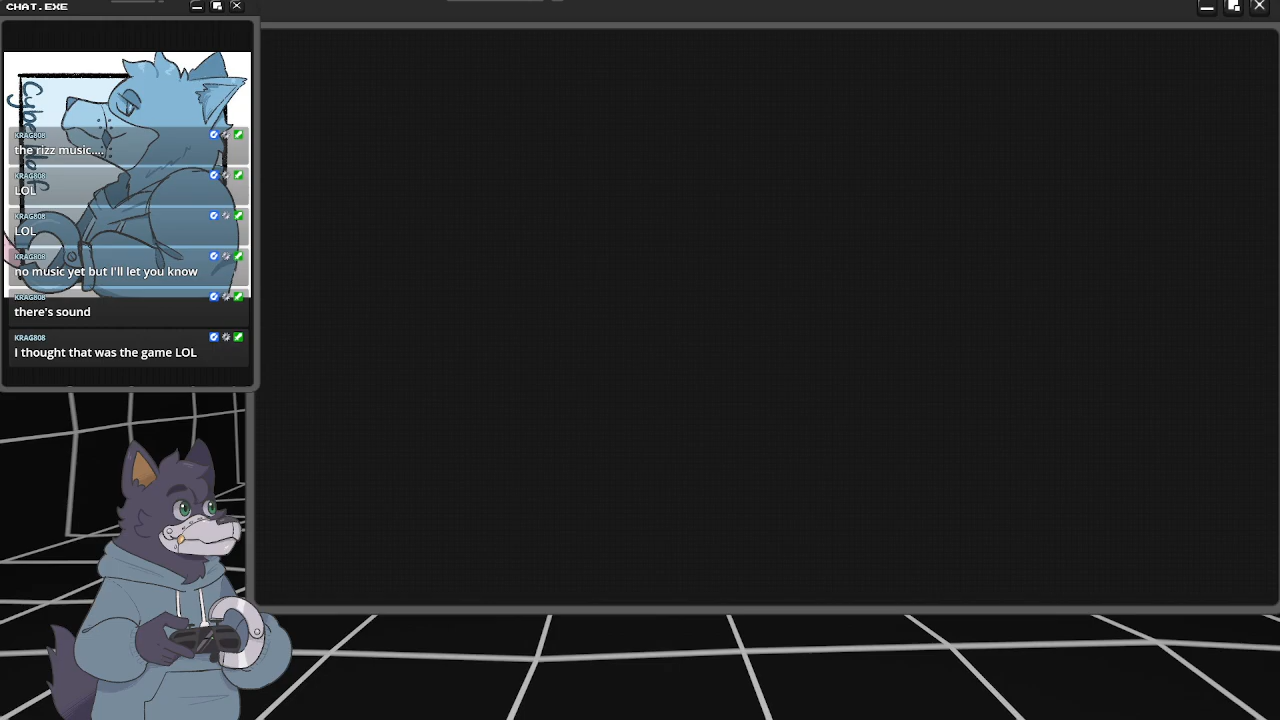 CHAT.EXE
KRAG808
the rizz music....
KRAG808
LOL
KRAG808
LOL
KRAG808
no music yet but I'll let you know
KRAG808
there's sound
KRAG808
I thought that was the game LOL